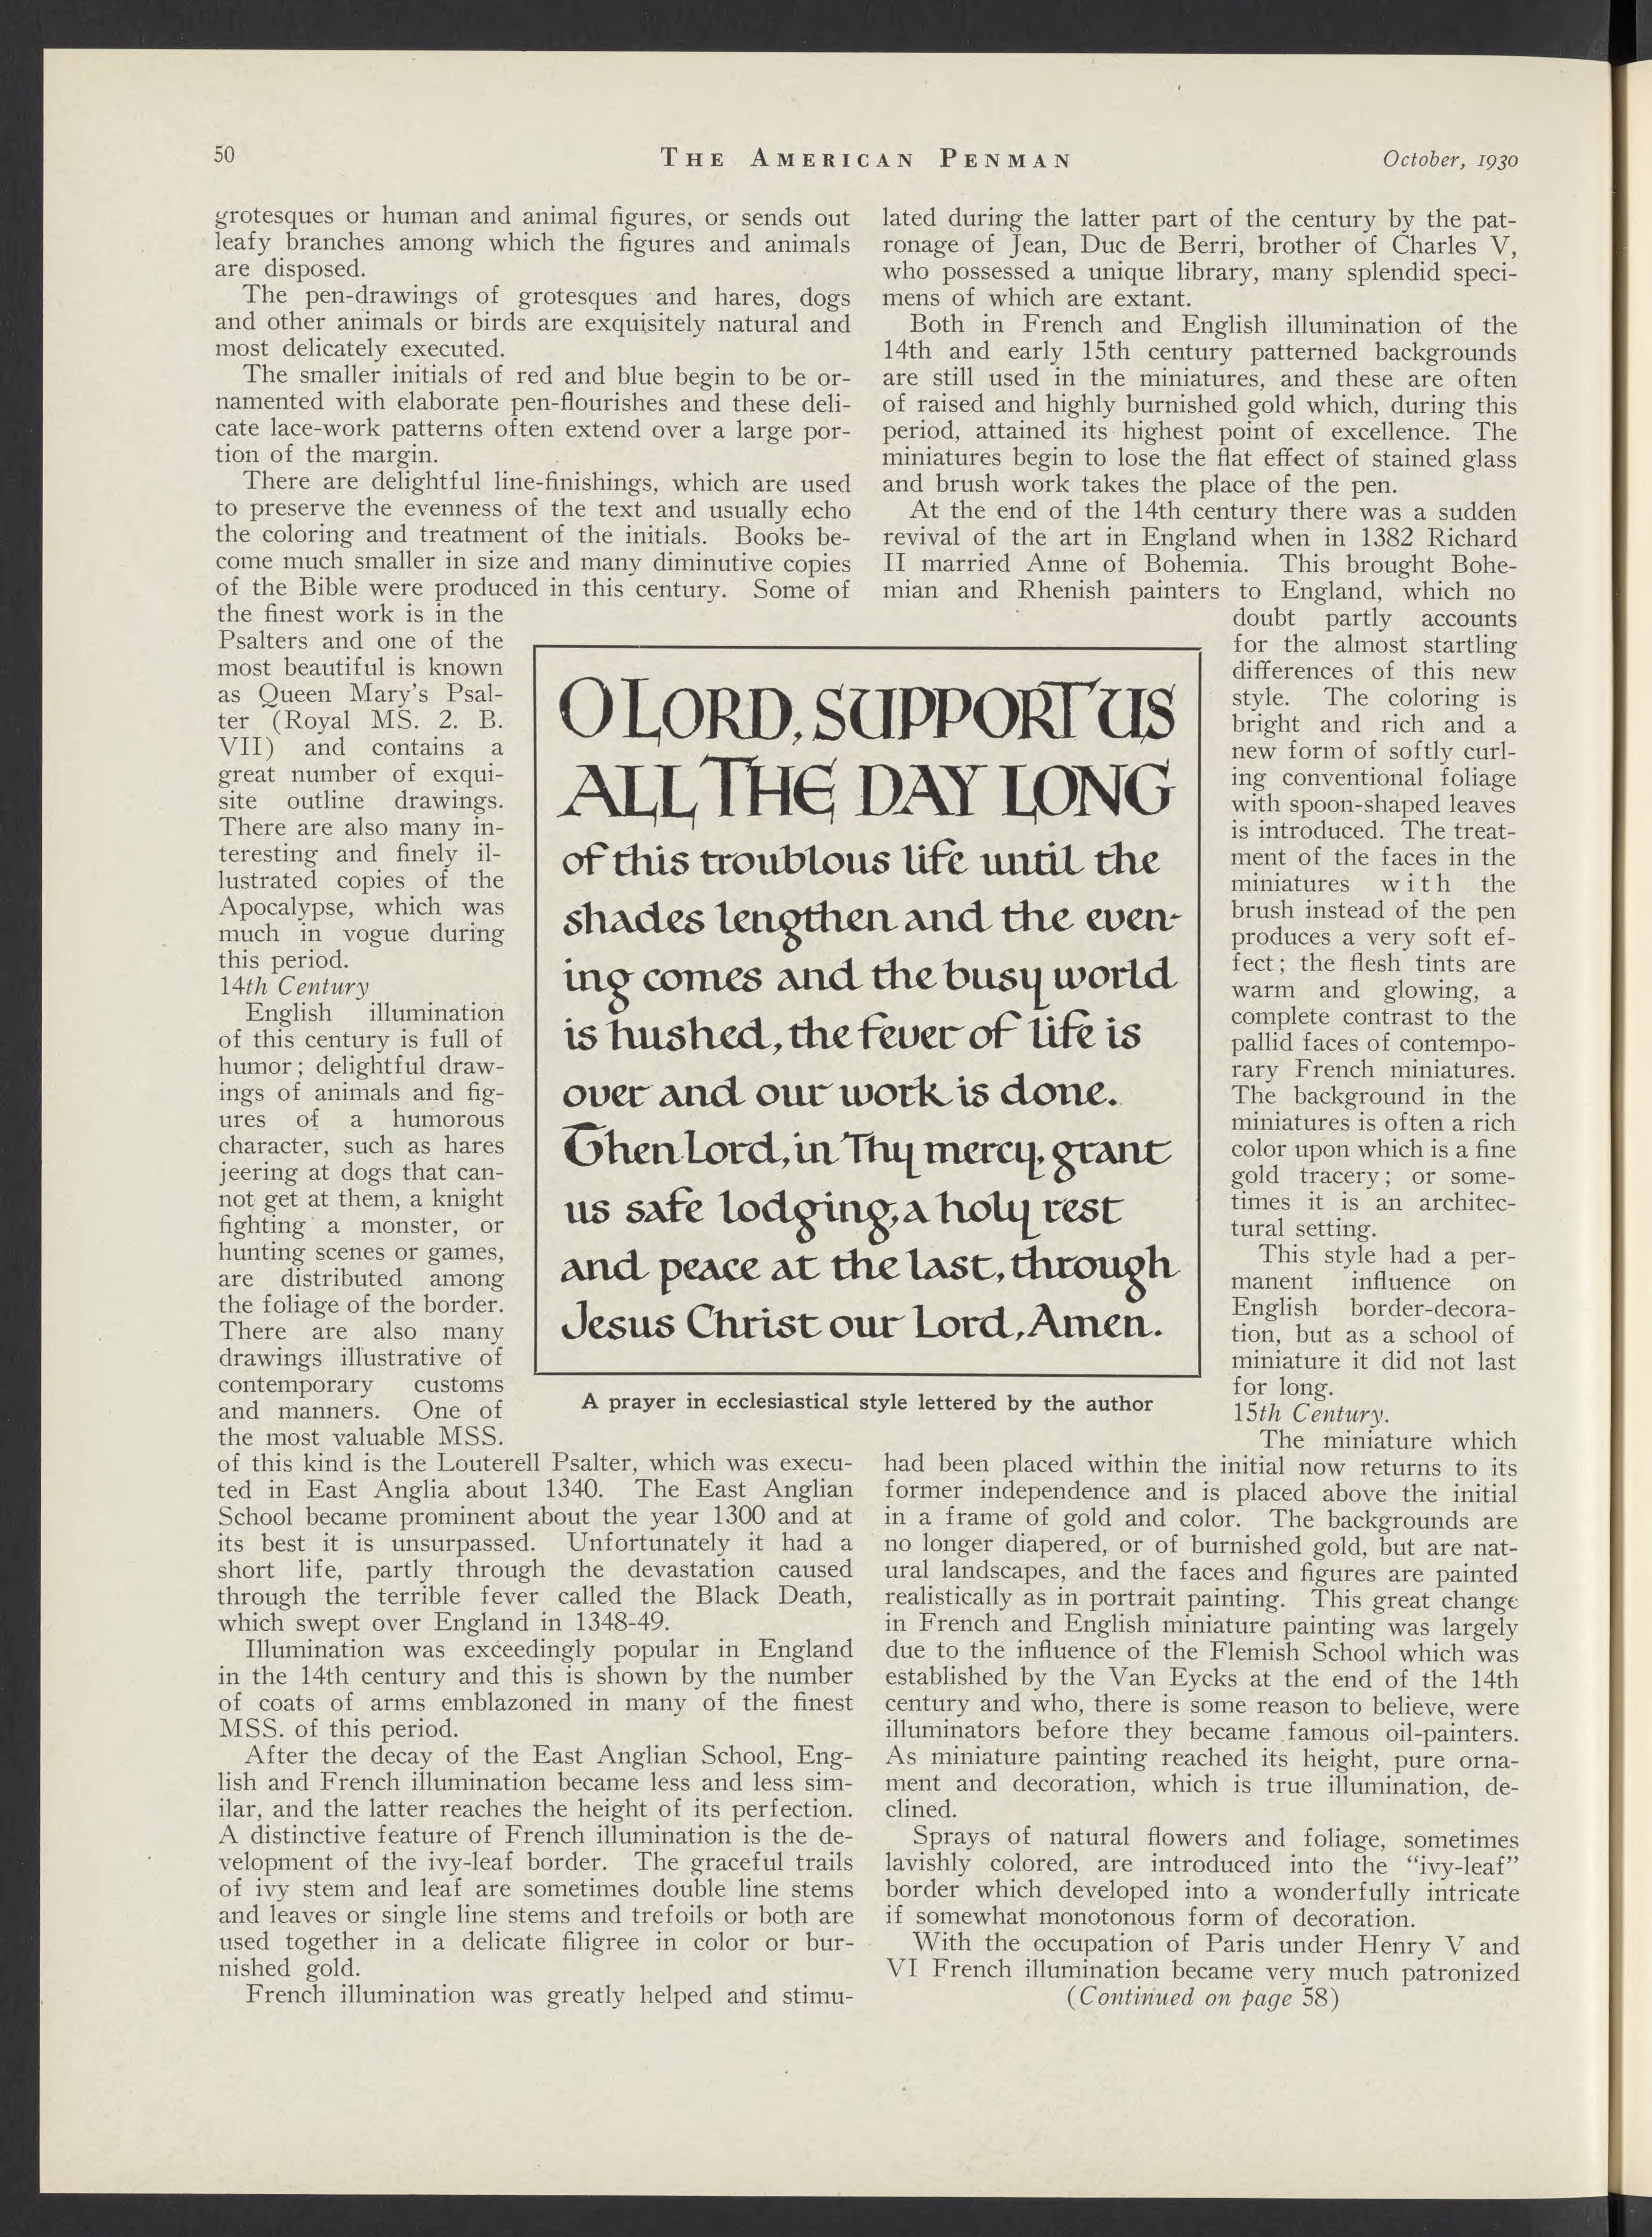 50
THE AMERICAN PENMAN
October, 1930
grotesques or human and animal figures, or sends out
leafy branches among which the figures and animals
are disposed.
The pen-drawings of grotesques and hares, dogs
and other animals or birds are exquisitely natural and
most delicately executed.
The smaller initials of red and blue begin to be or-
namented with elaborate pen-flourishes and these deli-
cate lace-work patterns often extend over a large por-
tion of the margin.
There are delightful line-finishings, which are used
to preserve the evenness of the text and usually echo
the coloring and treatment of the initials. Books be-
come much smaller in size and many diminutive copies
of the Bible were produced in this century. Some of
the finest work is in the
Psalters and one of the
most beautiful is known
as Queen Mary's Psal-
ter (Royal MS. 2. B.
VII) and contains a
great number of exqui-
site outline drawings.
There are also many in-
teresting and finely il-
lustrated copies of the
Apocalypse, which was
much in vogue during
this period.
14th Century
English illumination
of this century is full of
humor; delightful draw-
ings of animals and fig-
ures of a humorous
character, such as hares
jeering at dogs that can-
not get at them, a knight
fighting a monster, or
hunting scenes or games,
are distributed among
the foliage of the border.
There are also many
drawings illustrative of
contemporary customs
and manners. One of
the most valuable MSS.
of this kind is the Louterell Psalter, which was execu-
ted in East Anglia about 1340. The East Anglian
School became prominent about the year 1300 and at
its best it is unsurpassed. Unfortunately it had a
short life, partly through the devastation caused
through the terrible fever called the Black Death,
which swept over England in 1348-49.
Illumination was exceedingly popular in England
in the 14th century and this is shown by the number
of coats of arms emblazoned in many of the finest
MSS. of this period.
After the decay of the East Anglian School, Eng-
lish and French illumination became less and less sim-
ilar, and the latter reaches the height of its perfection.
A distinctive feature of French illumination is the de-
velopment of the ivy-leaf border. The graceful trails
of ivy stem and leaf are sometimes double line stems
and leaves or single line stems and trefoils or both are
used together in a delicate filigree in color or bur-
nished gold.
French illumination was greatly helped and stimu-
O LORD, SUPPORT US
ALL THE DAY LONG
of this troublous life until the
shades lengthen and the even-
ing comes and the busy world
is hushed, the fever of life is
over and our work is done.
Then Lord, in Thy mercy, grant
us safe lodging, a holy rest
and peace at the last, through
Jesus Christ our Lord, Amen.
A prayer in ecclesiastical style lettered by the author
lated during the latter part of the century by the pat-
ronage of Jean, Duc de Berri, brother of Charles V,
who possessed a unique library, many splendid speci-
mens of which are extant.
Both in French and English illumination of the
14th and early 15th century patterned backgrounds
are still used in the miniatures, and these are often
of raised and highly burnished gold which, during this
period, attained its highest point of excellence. The
miniatures begin to lose the flat effect of stained glass
and brush work takes the place of the pen.
At the end of the 14th century there was a sudden
revival of the art in England when in 1382 Richard
II married Anne of Bohemia. This brought Bohe-
mian and Rhenish painters to England, which no
doubt partly accounts
for the almost startling
differences of this new
style. The coloring is
bright and rich and a
new form of softly curl-
ing conventional foliage
with spoon-shaped leaves
is introduced. The treat-
ment of the faces in the
miniatures with the
brush instead of the pen
produces a very soft ef-
fect; the flesh tints are
warm and glowing, a
complete contrast to the
pallid faces of contempo-
rary French miniatures.
The background in the
miniatures is often a rich
color upon which is a fine
gold tracery; or some-
times it is an architec-
tural setting.
This style had a per-
manent influence on
English border-decora-
tion, but as a school of
miniature it did not last
for long.
15th Century.
The miniature which
had been placed within the initial now returns to its
former independence and is placed above the initial
in a frame of gold and color. The backgrounds are
no longer diapered, or of burnished gold, but are nat-
ural landscapes, and the faces and figures are painted
realistically as in portrait painting. This great change
in French and English miniature painting was largely
due to the influence of the Flemish School which was
established by the Van Eycks at the end of the 14th
century and who, there is some reason to believe, were
illuminators before they became famous oil-painters.
As miniature painting reached its height, pure orna-
ment and decoration, which is true illumination, de-
clined.
Sprays of natural flowers and foliage, sometimes
lavishly colored, are introduced into the "ivy-leaf"
border which developed into a wonderfully intricate
if somewhat monotonous form of decoration.
With the occupation of Paris under Henry V and
VI French illumination became very much patronized
(Continued on page 58)